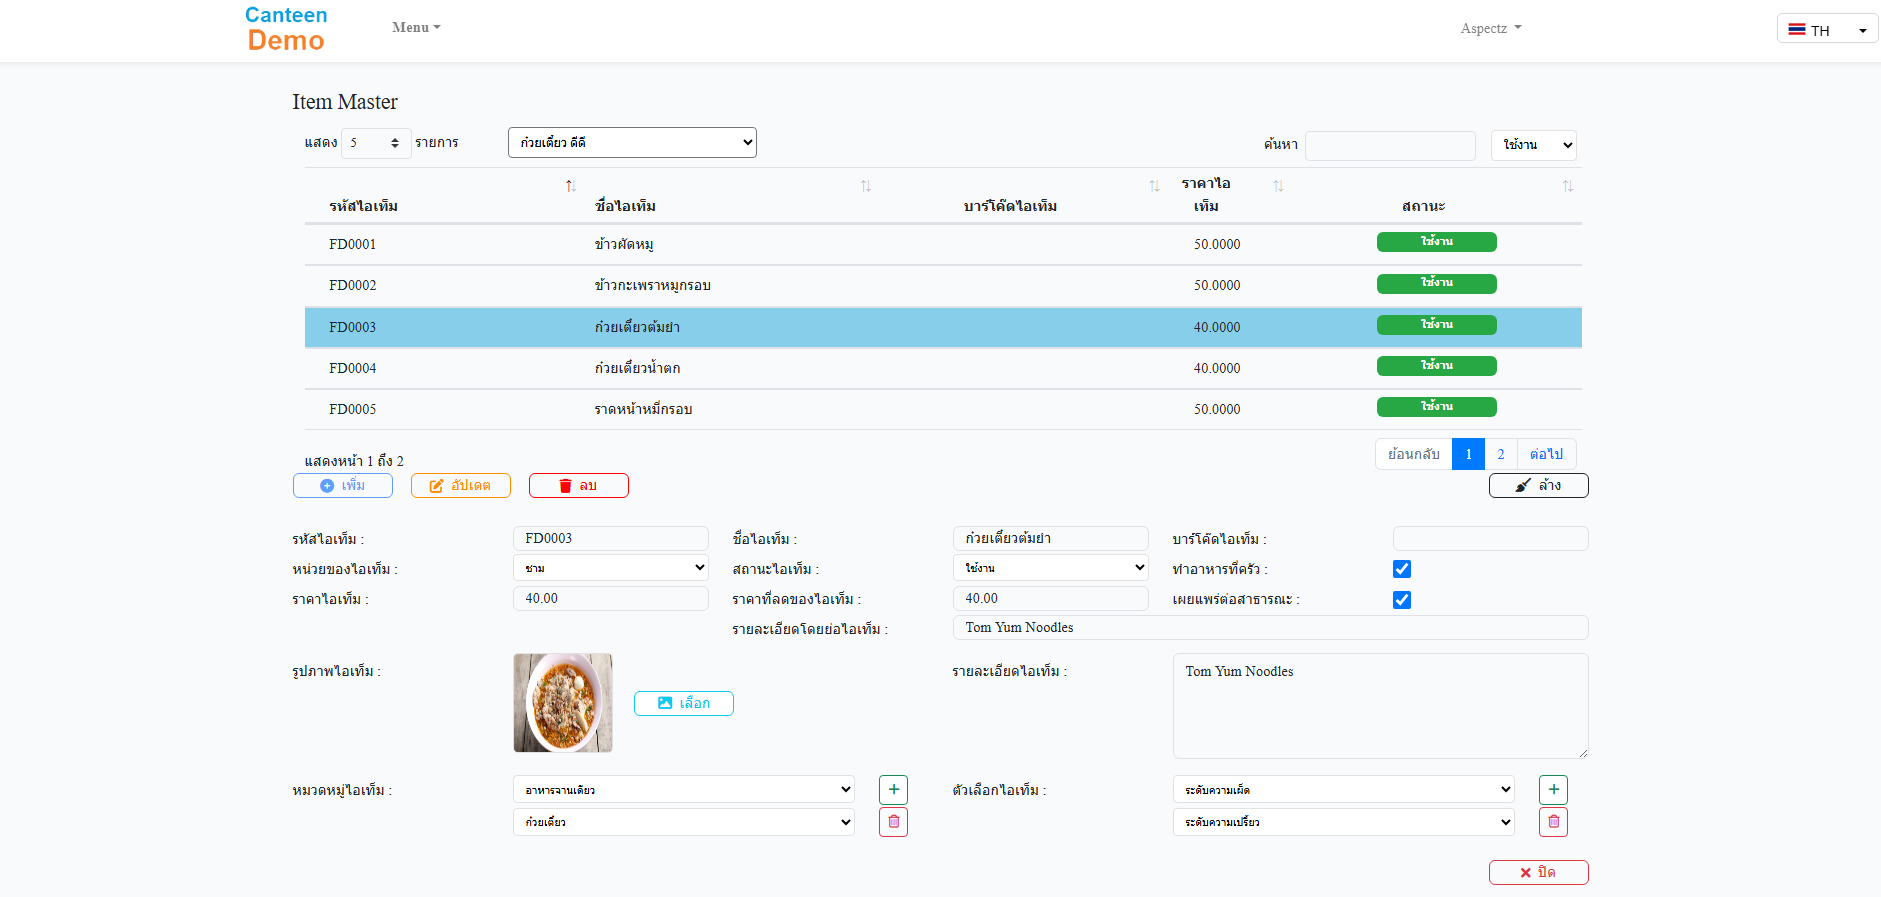 Canteen
Demo
Menu
Aspectz
TH
Item Master
แสดง 5 รายการ
ก๋วยเตี๋ยว ดีดี
ค้นหา
ใช้งาน
รหัสไอเท็ม ชื่อไอเท็ม บาร์โค๊ดไอเท็ม ราคาไอเท็ม สถานะ
FD0001 ข้าวผัดหมู 50.0000 ใช้งาน
FD0002 ข้าวกะเพราหมูกรอบ 50.0000 ใช้งาน
FD0003 ก๋วยเตี๋ยวต้มยำ 40.0000 ใช้งาน
FD0004 ก๋วยเตี๋ยวน้ำตก 40.0000 ใช้งาน
FD0005 ราดหน้าหมี่กรอบ 50.0000 ใช้งาน
แสดงหน้า 1 ถึง 2
ย้อนกลับ 1 2 ต่อไป
เพิ่ม อัปเดต ลบ ล้าง
รหัสไอเท็ม : FD0003 ชื่อไอเท็ม : ก๋วยเตี๋ยวต้มยำ บาร์โค๊ดไอเท็ม :
หน่วยของไอเท็ม : ชาม สถานะไอเท็ม : ใช้งาน ทำอาหารที่ครัว :
ราคาไอเท็ม : 40.00 ราคาที่ลดของไอเท็ม : 40.00 เผยแพร่ต่อสาธารณะ :
รายละเอียดโดยย่อไอเท็ม : Tom Yum Noodles
รูปภาพไอเท็ม : เลือก รายละเอียดไอเท็ม : Tom Yum Noodles
หมวดหมู่ไอเท็ม : อาหารจานเดียว ตัวเลือกไอเท็ม : ระดับความเผ็ด
ก๋วยเตี๋ยว ระดับความเปรี้ยว
ปิด